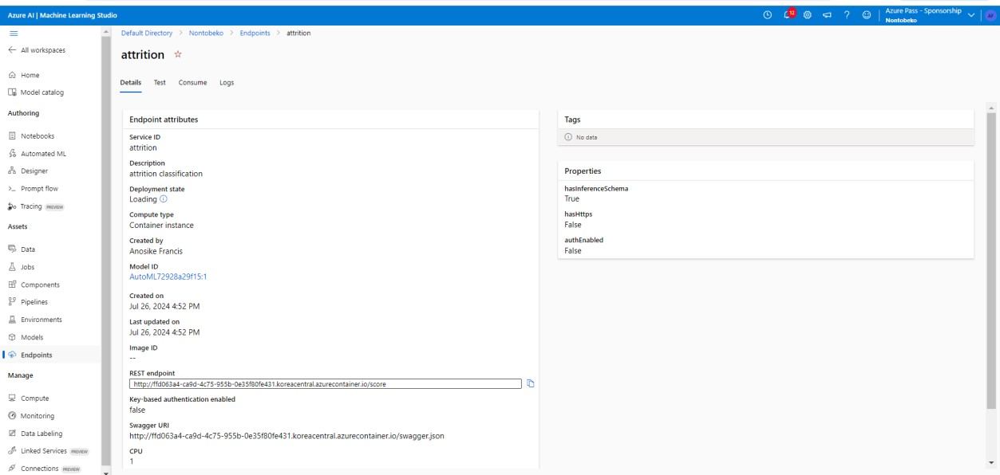 Azure AI | Machine Learning Studio
12
Azure Pass - Sponsorship
Nontobeko
AF
All workspaces
Home
Model catalog
Authoring
Notebooks
Automated ML
Designer
Prompt flow
Tracing PREVIEW
Assets
Data
Jobs
Components
Pipelines
Environments
Models
Endpoints
Manage
Compute
Monitoring
Data Labeling
Linked Services PREVIEW
Connections PREVIEW
Default Directory > Nontobeko > Endpoints > attrition
attrition
Details Test Consume Logs
Endpoint attributes
Service ID
attrition
Description
attrition classification
Deployment state
Loading
Compute type
Container instance
Created by
Anosike Francis
Model ID
AutoML72928a29f15:1
Created on
Jul 26, 2024 4:52 PM
Last updated on
Jul 26, 2024 4:52 PM
Image ID
--
REST endpoint
http://ffd063a4-ca9d-4c75-955b-0e35f80fe431.koreacentral.azurecontainer.io/score
Key-based authentication enabled
false
Swagger URI
http://ffd063a4-ca9d-4c75-955b-0e35f80fe431.koreacentral.azurecontainer.io/swagger.json
CPU
1
Tags
No data
Properties
hasInferenceSchema
True
hasHttps
False
authEnabled
False